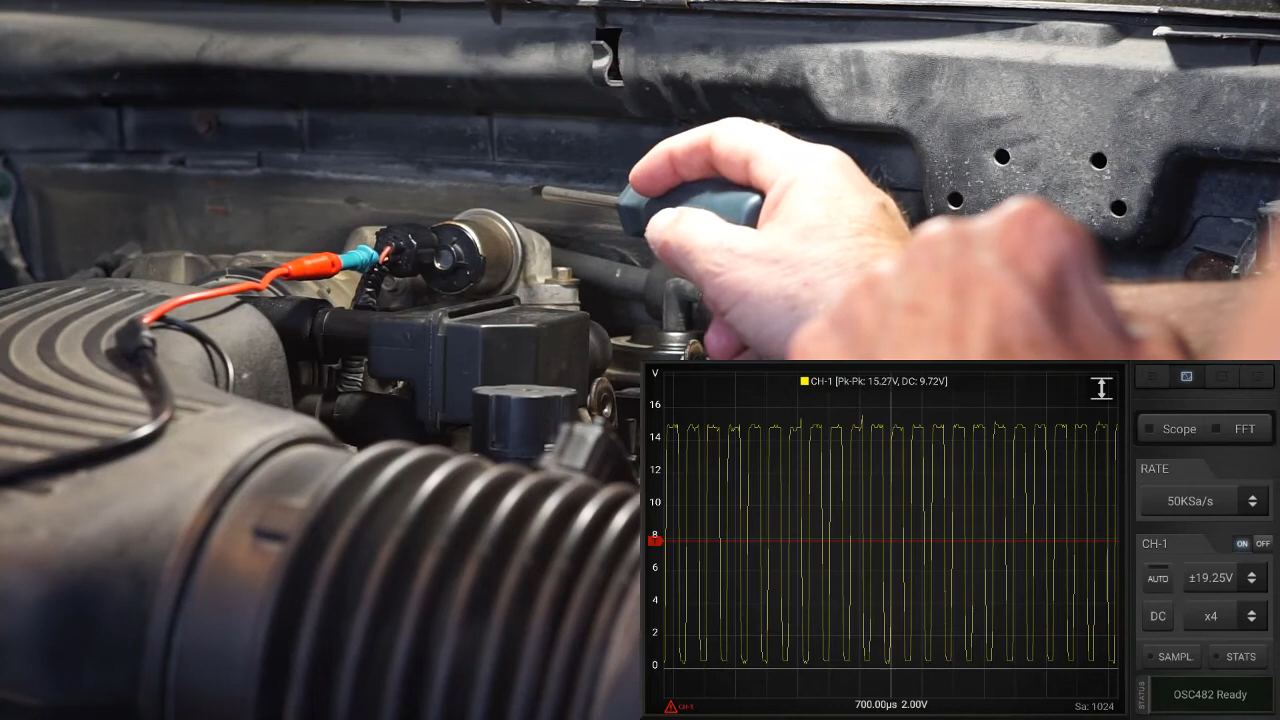 V
CH-1 [Pk-Pk: 15.27V, DC: 9.72V]
16
14
12
10
8
6
4
2
0
T
CH-1
700.00µs 2.00V
Sa: 1024
Scope FFT
RATE
50KSa/s
CH-1 ON OFF
AUTO ±19.25V
DC x4
SAMPL STATS
STATUS
OSC482 Ready